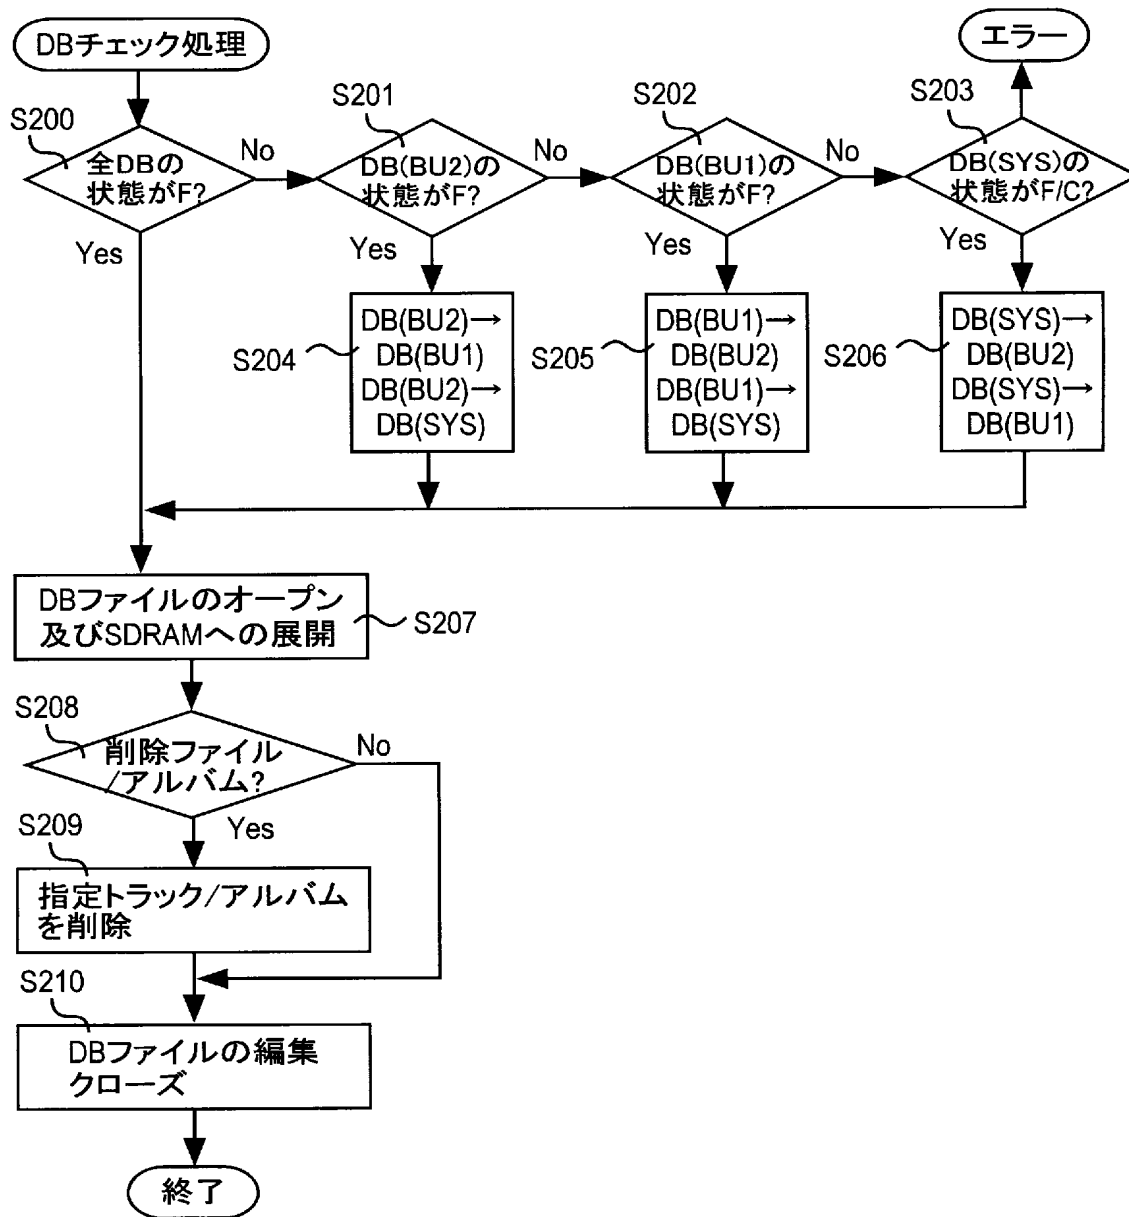 DBチェック処理
エラー
S200
S201
S202
S203
全DBの
状態がF?
No
DB(BU2)の
状態がF?
No
DB(BU1)の
状態がF?
No
DB(SYS)の
状態がF/C?
Yes
Yes
Yes
Yes
S204
DB(BU2)→
DB(BU1)
DB(BU2)→
DB(SYS)
S205
DB(BU1)→
DB(BU2)
DB(BU1)→
DB(SYS)
S206
DB(SYS)→
DB(BU2)
DB(SYS)→
DB(BU1)
DBファイルのオープン
及びSDRAMへの展開
S207
S208
削除ファイル
/アルバム?
No
Yes
S209
指定トラック/アルバム
を削除
S210
DBファイルの編集
クローズ
終了